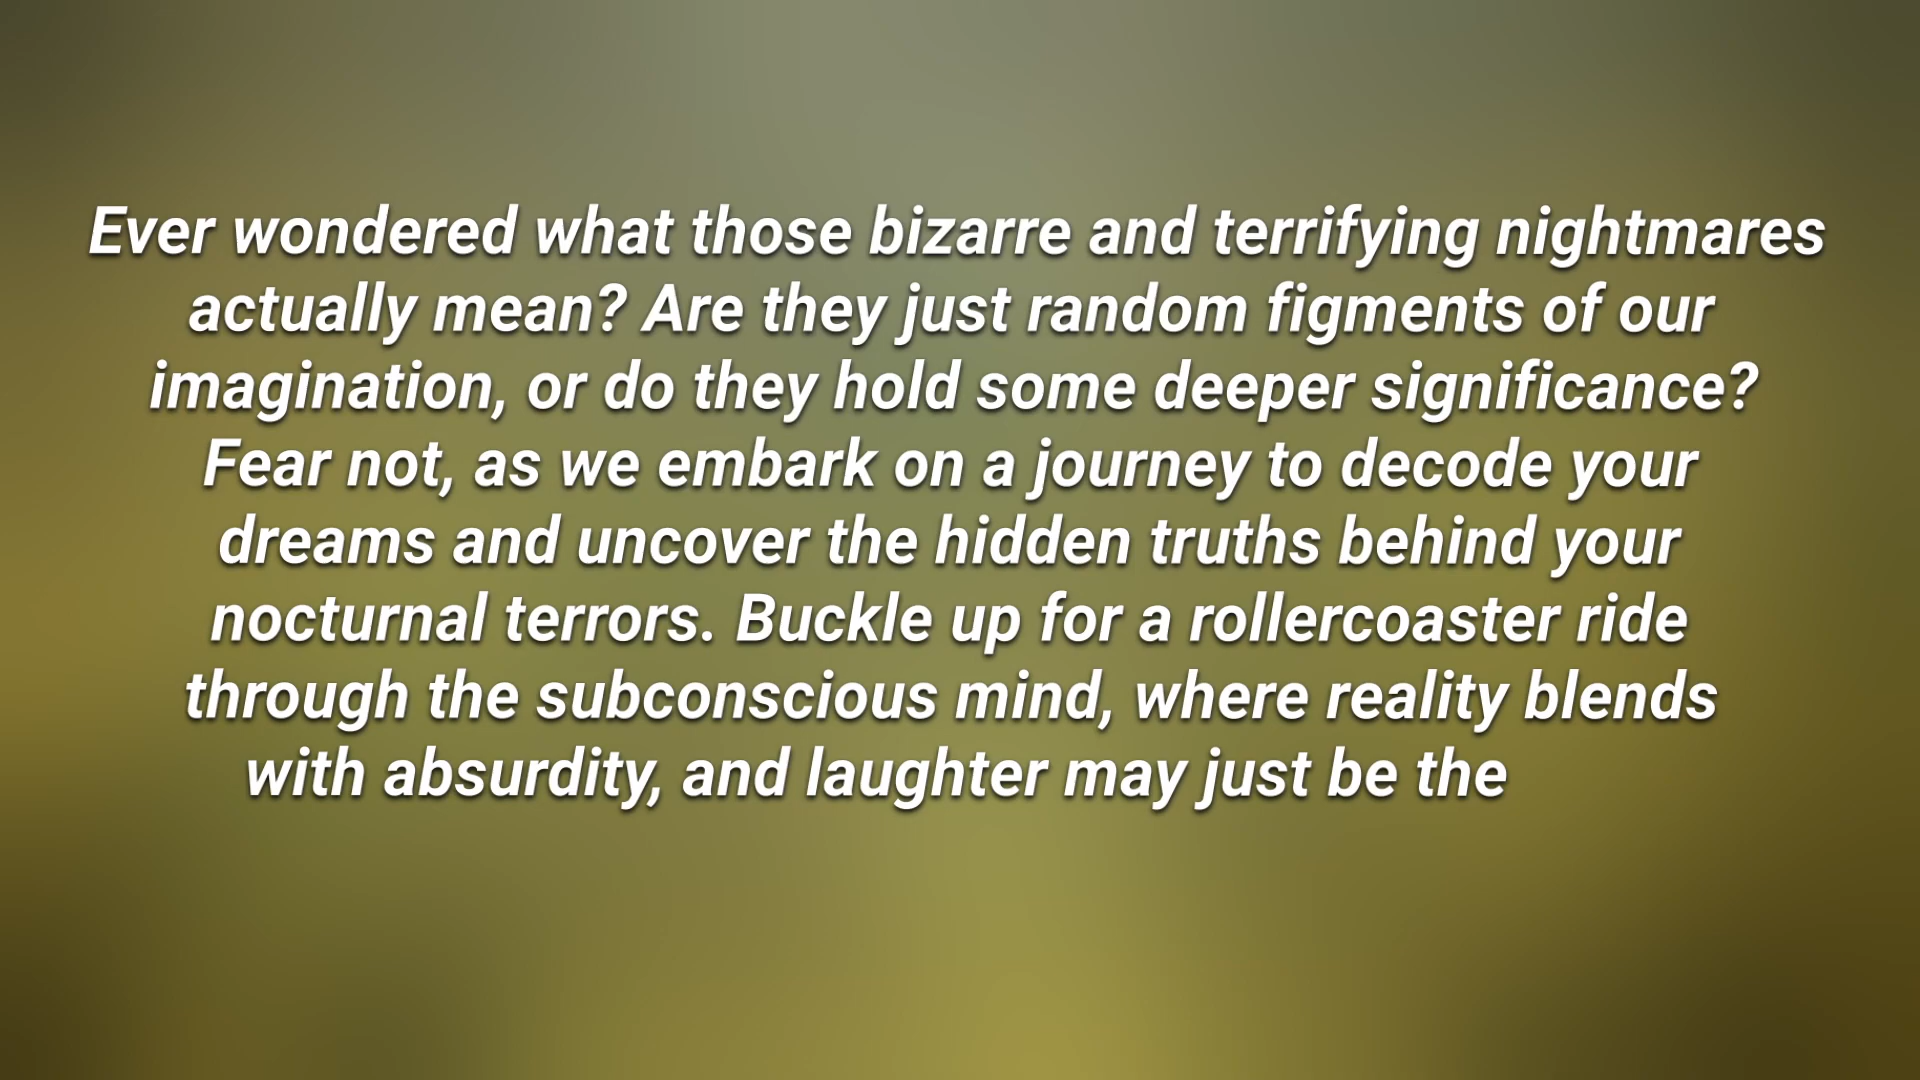 Ever wondered what those bizarre and terrifying nightmares
actually mean? Are they just random figments of our
imagination, or do they hold some deeper significance?
Fear not, as we embark on a journey to decode your
dreams and uncover the hidden truths behind your
nocturnal terrors. Buckle up for a rollercoaster ride
through the subconscious mind, where reality blends
with absurdity, and laughter may just be the